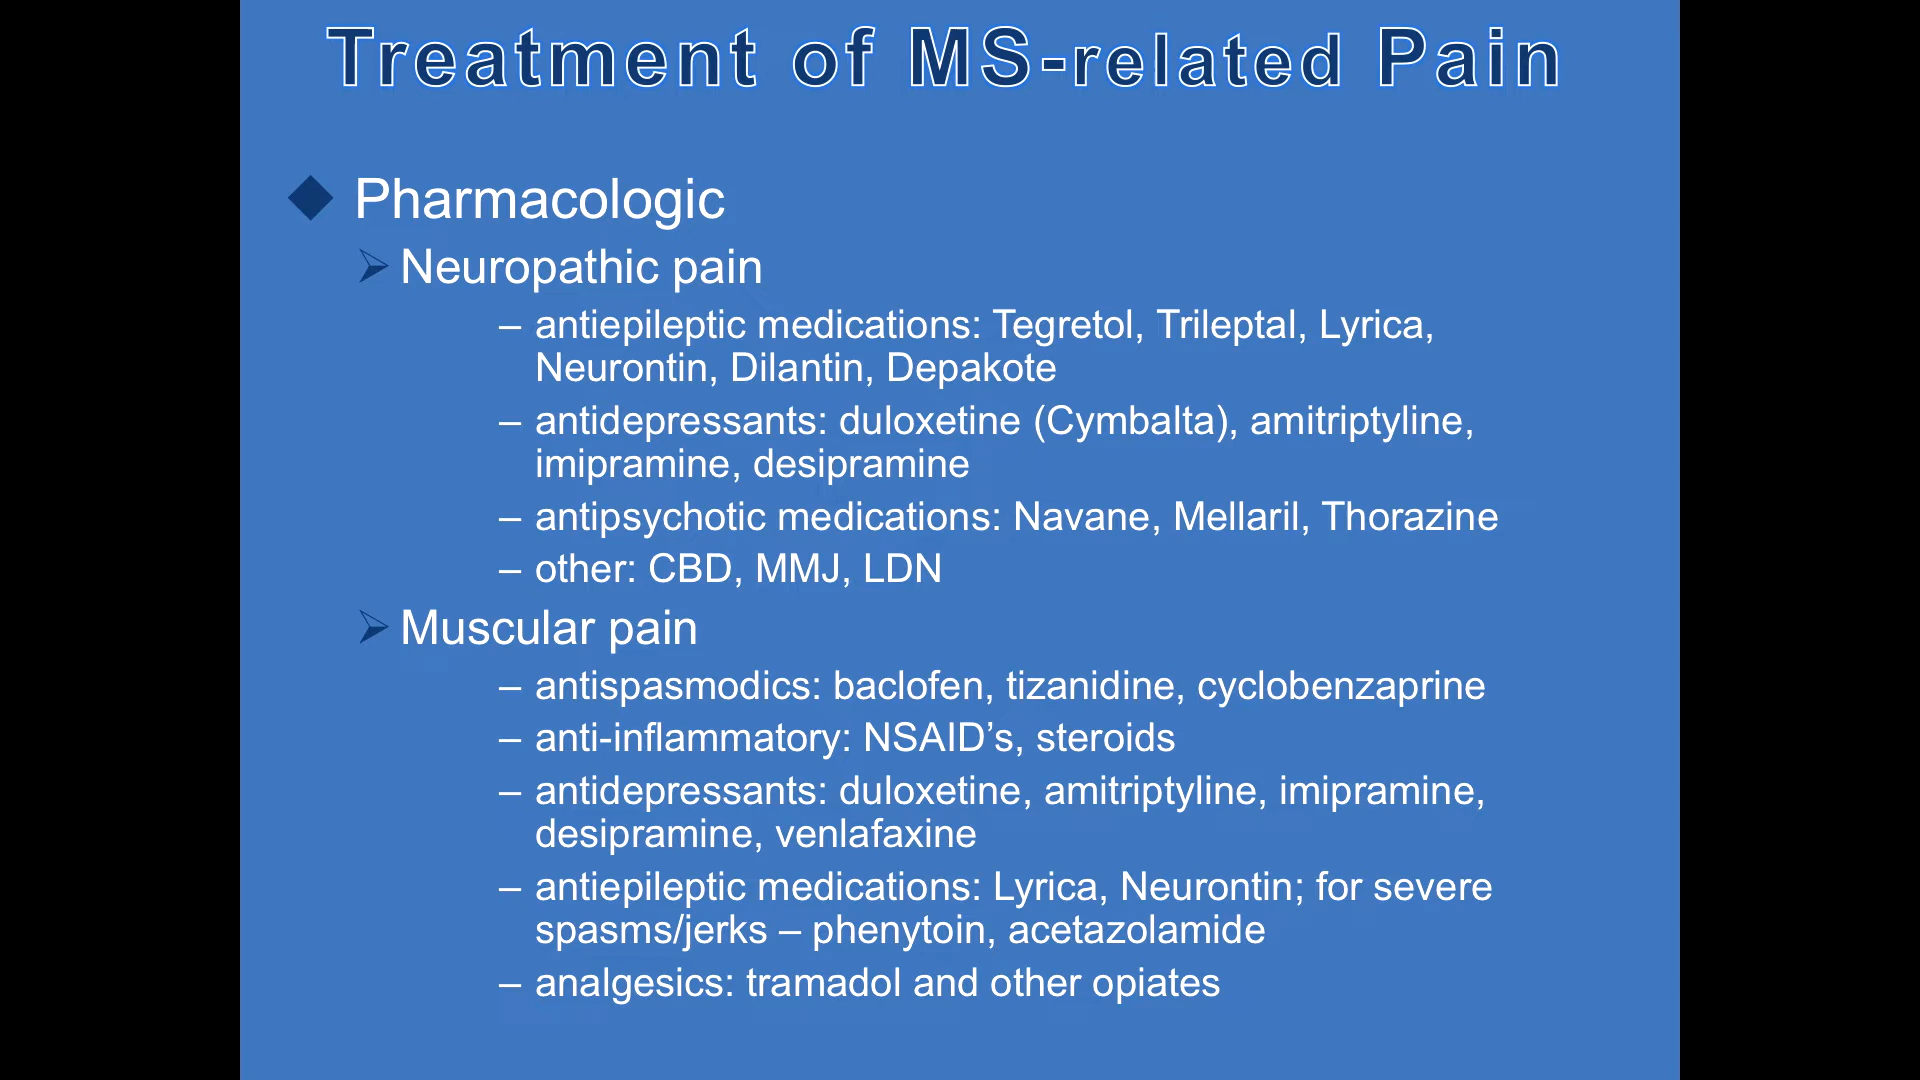 Treatment of MS-related Pain
Pharmacologic
Neuropathic pain
– antiepileptic medications: Tegretol, Trileptal, Lyrica,
Neurontin, Dilantin, Depakote
– antidepressants: duloxetine (Cymbalta), amitriptyline,
imipramine, desipramine
– antipsychotic medications: Navane, Mellaril, Thorazine
– other: CBD, MMJ, LDN
Muscular pain
– antispasmodics: baclofen, tizanidine, cyclobenzaprine
– anti-inflammatory: NSAID’s, steroids
– antidepressants: duloxetine, amitriptyline, imipramine,
desipramine, venlafaxine
– antiepileptic medications: Lyrica, Neurontin; for severe
spasms/jerks – phenytoin, acetazolamide
– analgesics: tramadol and other opiates